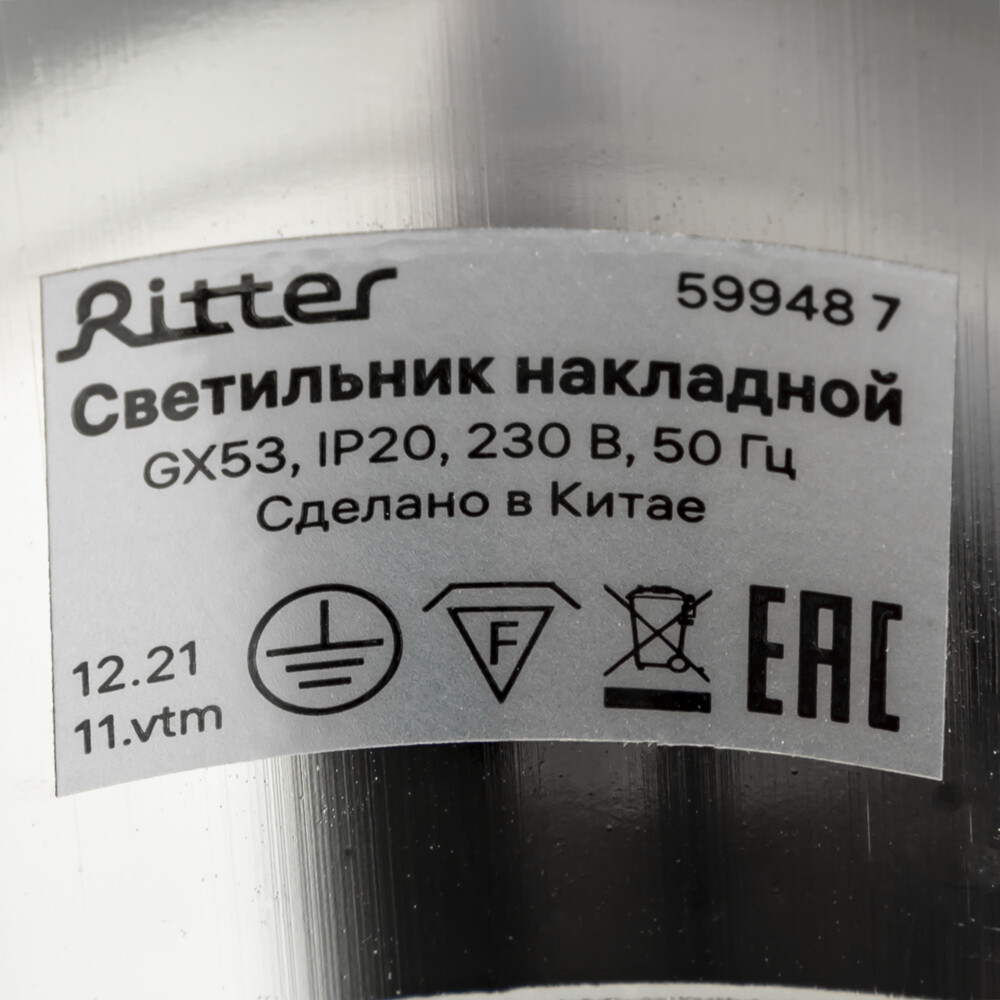 Ritter
59948 7
Светильник накладной
GX53, IP20, 230 В, 50 Гц
Сделано в Китае
12.21
11.vtm
F
EAC